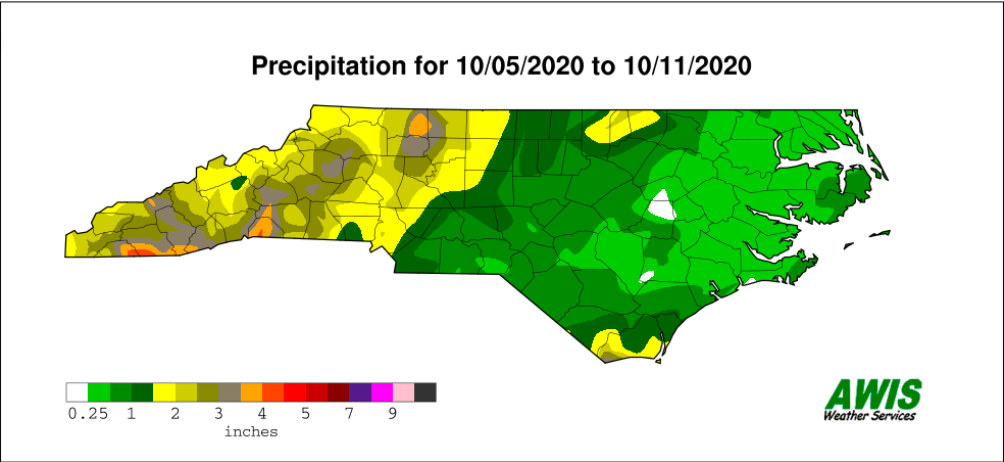 Precipitation for 10/05/2020 to 10/11/2020
0.25 1 2 3 4 5 7 9
inches
AWIS
Weather Services